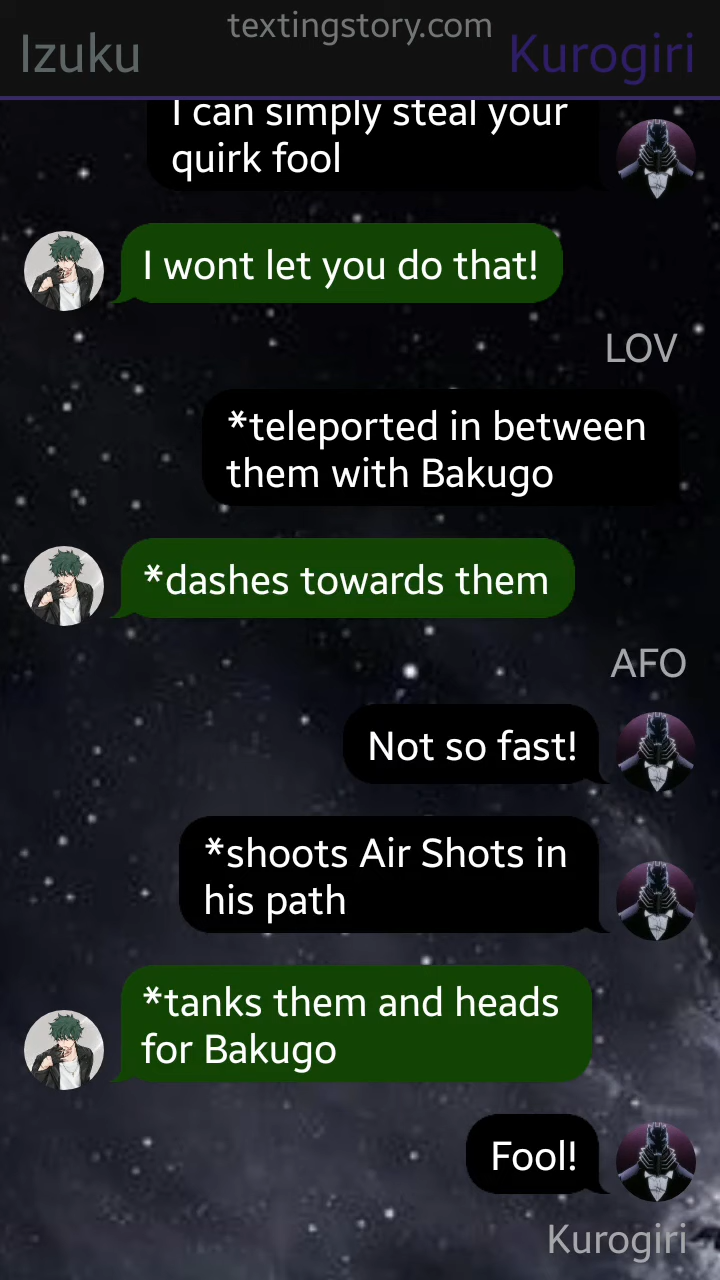 textingstory.com
Izuku
Kurogiri
I can simply steal your
quirk fool
I wont let you do that!
LOV
*teleported in between
them with Bakugo
*dashes towards them
AFO
Not so fast!
*shoots Air Shots in
his path
*tanks them and heads
for Bakugo
Fool!
Kurogiri